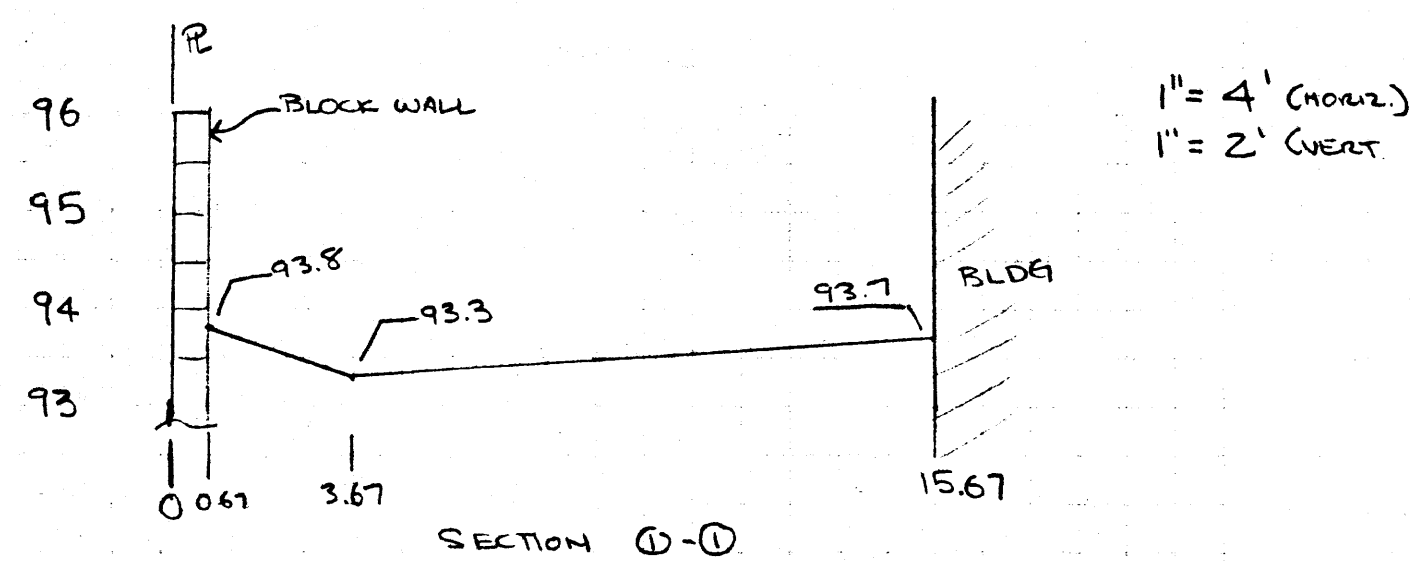 PL
96
BLOCK WALL
1" = 4' (HORIZ.)
1" = 2' (VERT
95
93.8
BLDG
94
93.3
93.7
93
0
0.67
3.67
15.67
SECTION ①-①